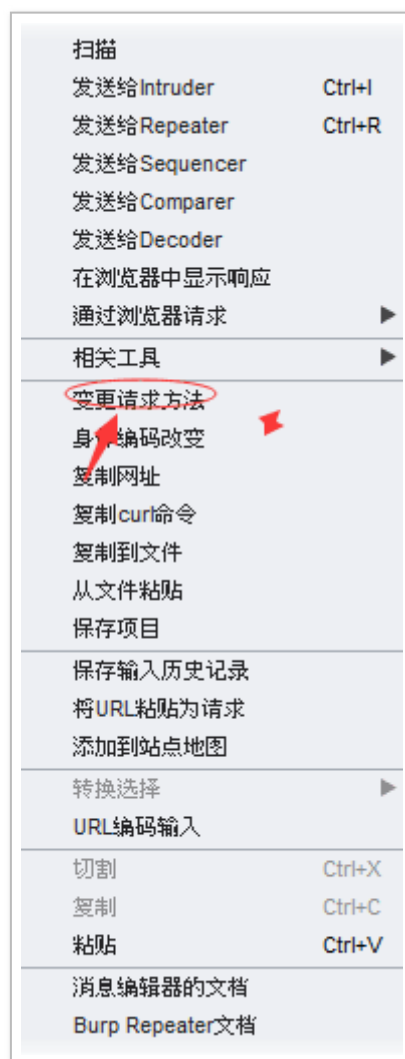 扫描
发送给Intruder Ctrl+I
发送给Repeater Ctrl+R
发送给Sequencer
发送给Comparer
发送给Decoder
在浏览器中显示响应
通过浏览器请求
相关工具
变更请求方法
身体编码改变
复制网址
复制curl命令
复制到文件
从文件粘贴
保存项目
保存输入历史记录
将URL粘贴为请求
添加到站点地图
转换选择
URL编码输入
切割 Ctrl+X
复制 Ctrl+C
粘贴 Ctrl+V
消息编辑器的文档
Burp Repeater文档